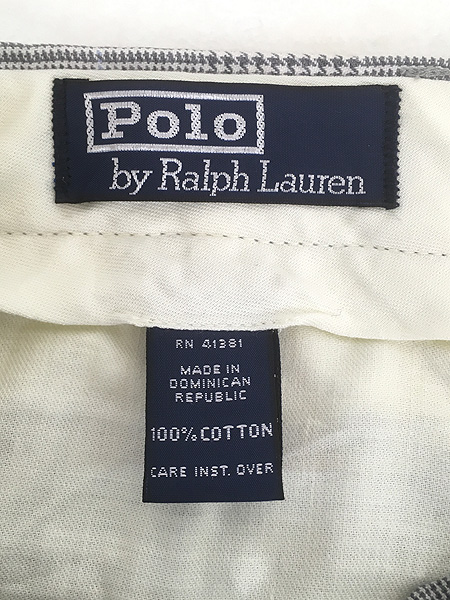 Polo
by Ralph Lauren
RN 41381
MADE IN
DOMINICAN
REPUBLIC
100% COTTON
CARE INST. OVER